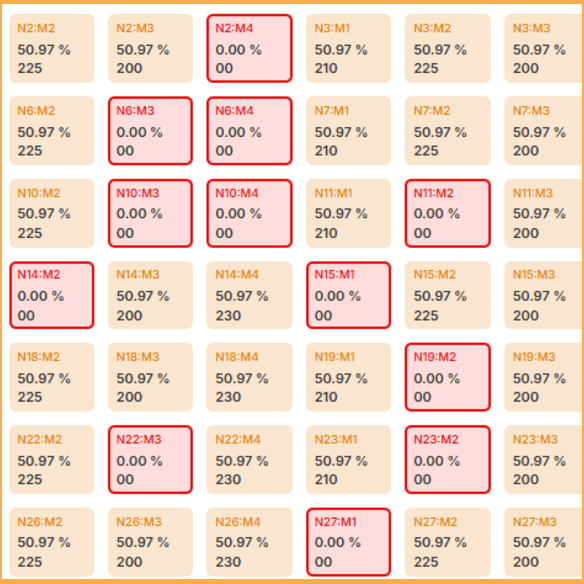 N2:M2 N2:M3 N2:M4 N3:M1 N3:M2 N3:M3
50.97 % 50.97 % 0.00 % 50.97 % 50.97 % 50.97 %
225 200 00 210 225 200
N6:M2 N6:M3 N6:M4 N7:M1 N7:M2 N7:M3
50.97 % 0.00 % 0.00 % 50.97 % 50.97 % 50.97 %
225 00 00 210 225 200
N10:M2 N10:M3 N10:M4 N11:M1 N11:M2 N11:M3
50.97 % 0.00 % 0.00 % 50.97 % 0.00 % 50.97 %
225 00 00 210 00 200
N14:M2 N14:M3 N14:M4 N15:M1 N15:M2 N15:M3
0.00 % 50.97 % 50.97 % 0.00 % 50.97 % 50.97 %
00 200 230 00 225 200
N18:M2 N18:M3 N18:M4 N19:M1 N19:M2 N19:M3
50.97 % 50.97 % 50.97 % 50.97 % 0.00 % 50.97 %
225 200 230 210 00 200
N22:M2 N22:M3 N22:M4 N23:M1 N23:M2 N23:M3
50.97 % 0.00 % 50.97 % 50.97 % 0.00 % 50.97 %
225 00 230 210 00 200
N26:M2 N26:M3 N26:M4 N27:M1 N27:M2 N27:M3
50.97 % 50.97 % 50.97 % 0.00 % 50.97 % 50.97 %
225 200 230 00 225 200